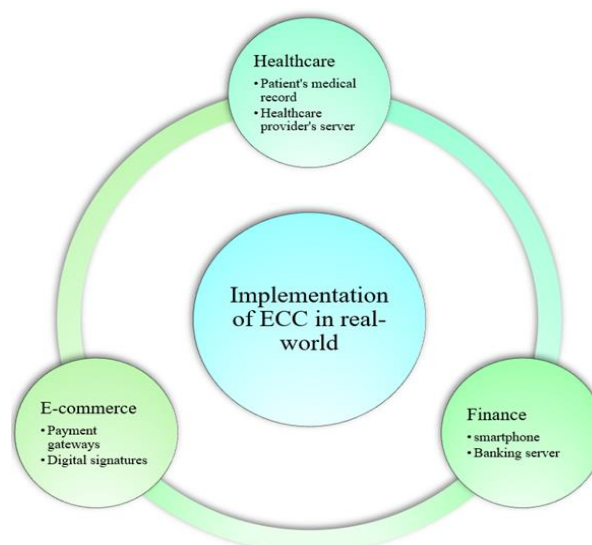 Healthcare
• Patient's medical
record
• Healthcare
provider's server
Implementation
of ECC in real-
world
E-commerce
• Payment
gateways
• Digital signatures
Finance
• smartphone
• Banking server